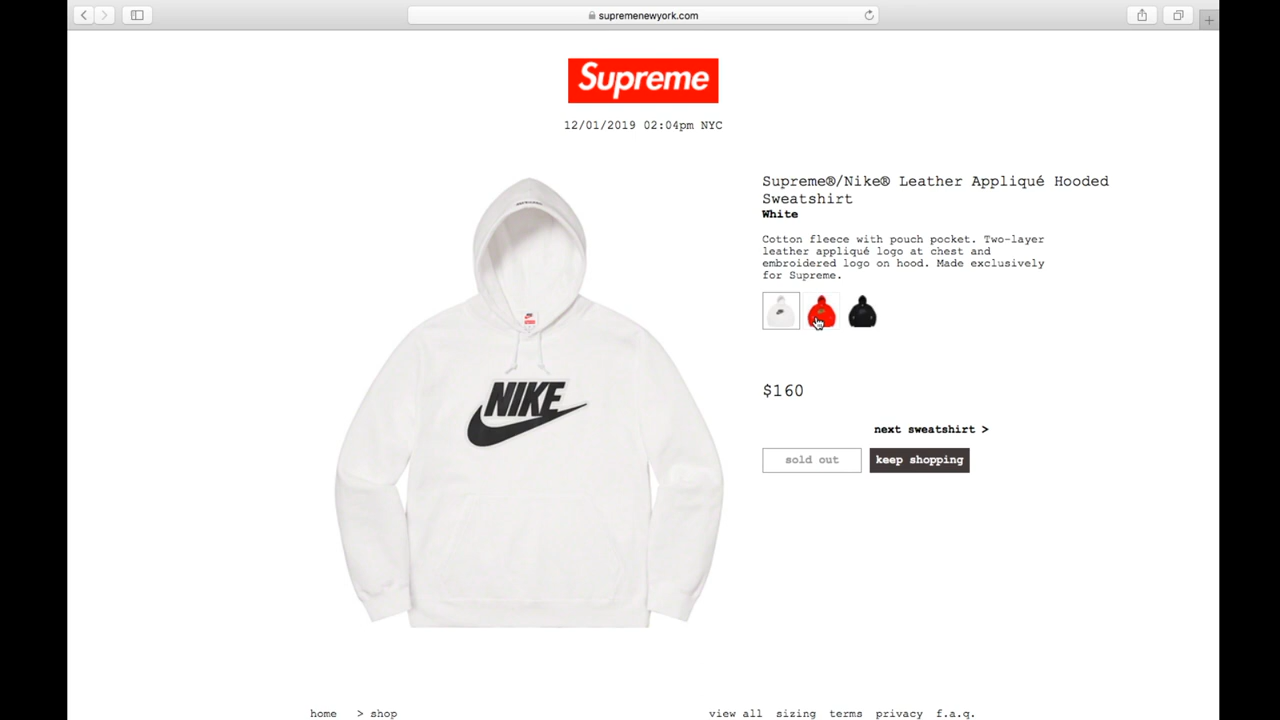 supremenewyork.com
Supreme
12/01/2019 02:04pm NYC
Supreme®/Nike® Leather Appliqué Hooded
Sweatshirt
White
Cotton fleece with pouch pocket. Two-layer
leather appliqué logo at chest and
embroidered logo on hood. Made exclusively
for Supreme.
NIKE
$160
next sweatshirt >
sold out
keep shopping
home > shop
view all sizing terms privacy f.a.q.